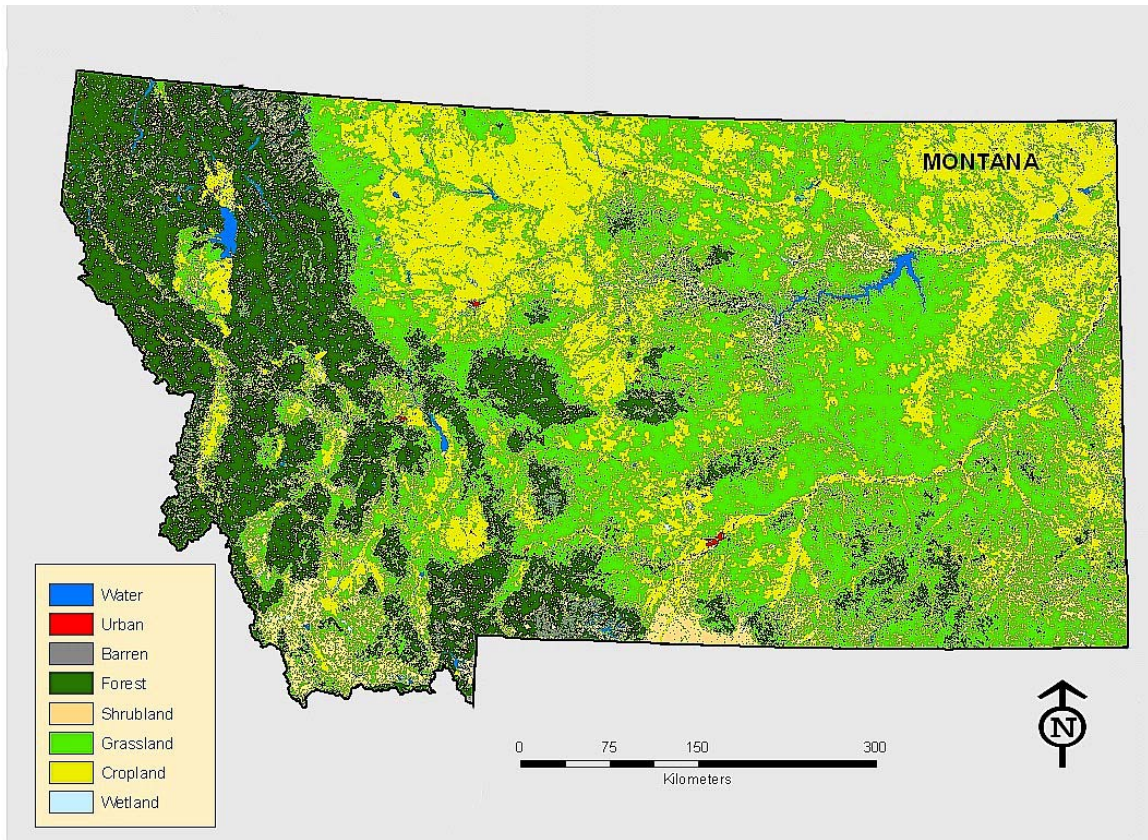 MONTANA
Water
Urban
Barren
Forest
Shrubland
Grassland
Cropland
Wetland
0 75 150 300
Kilometers
N